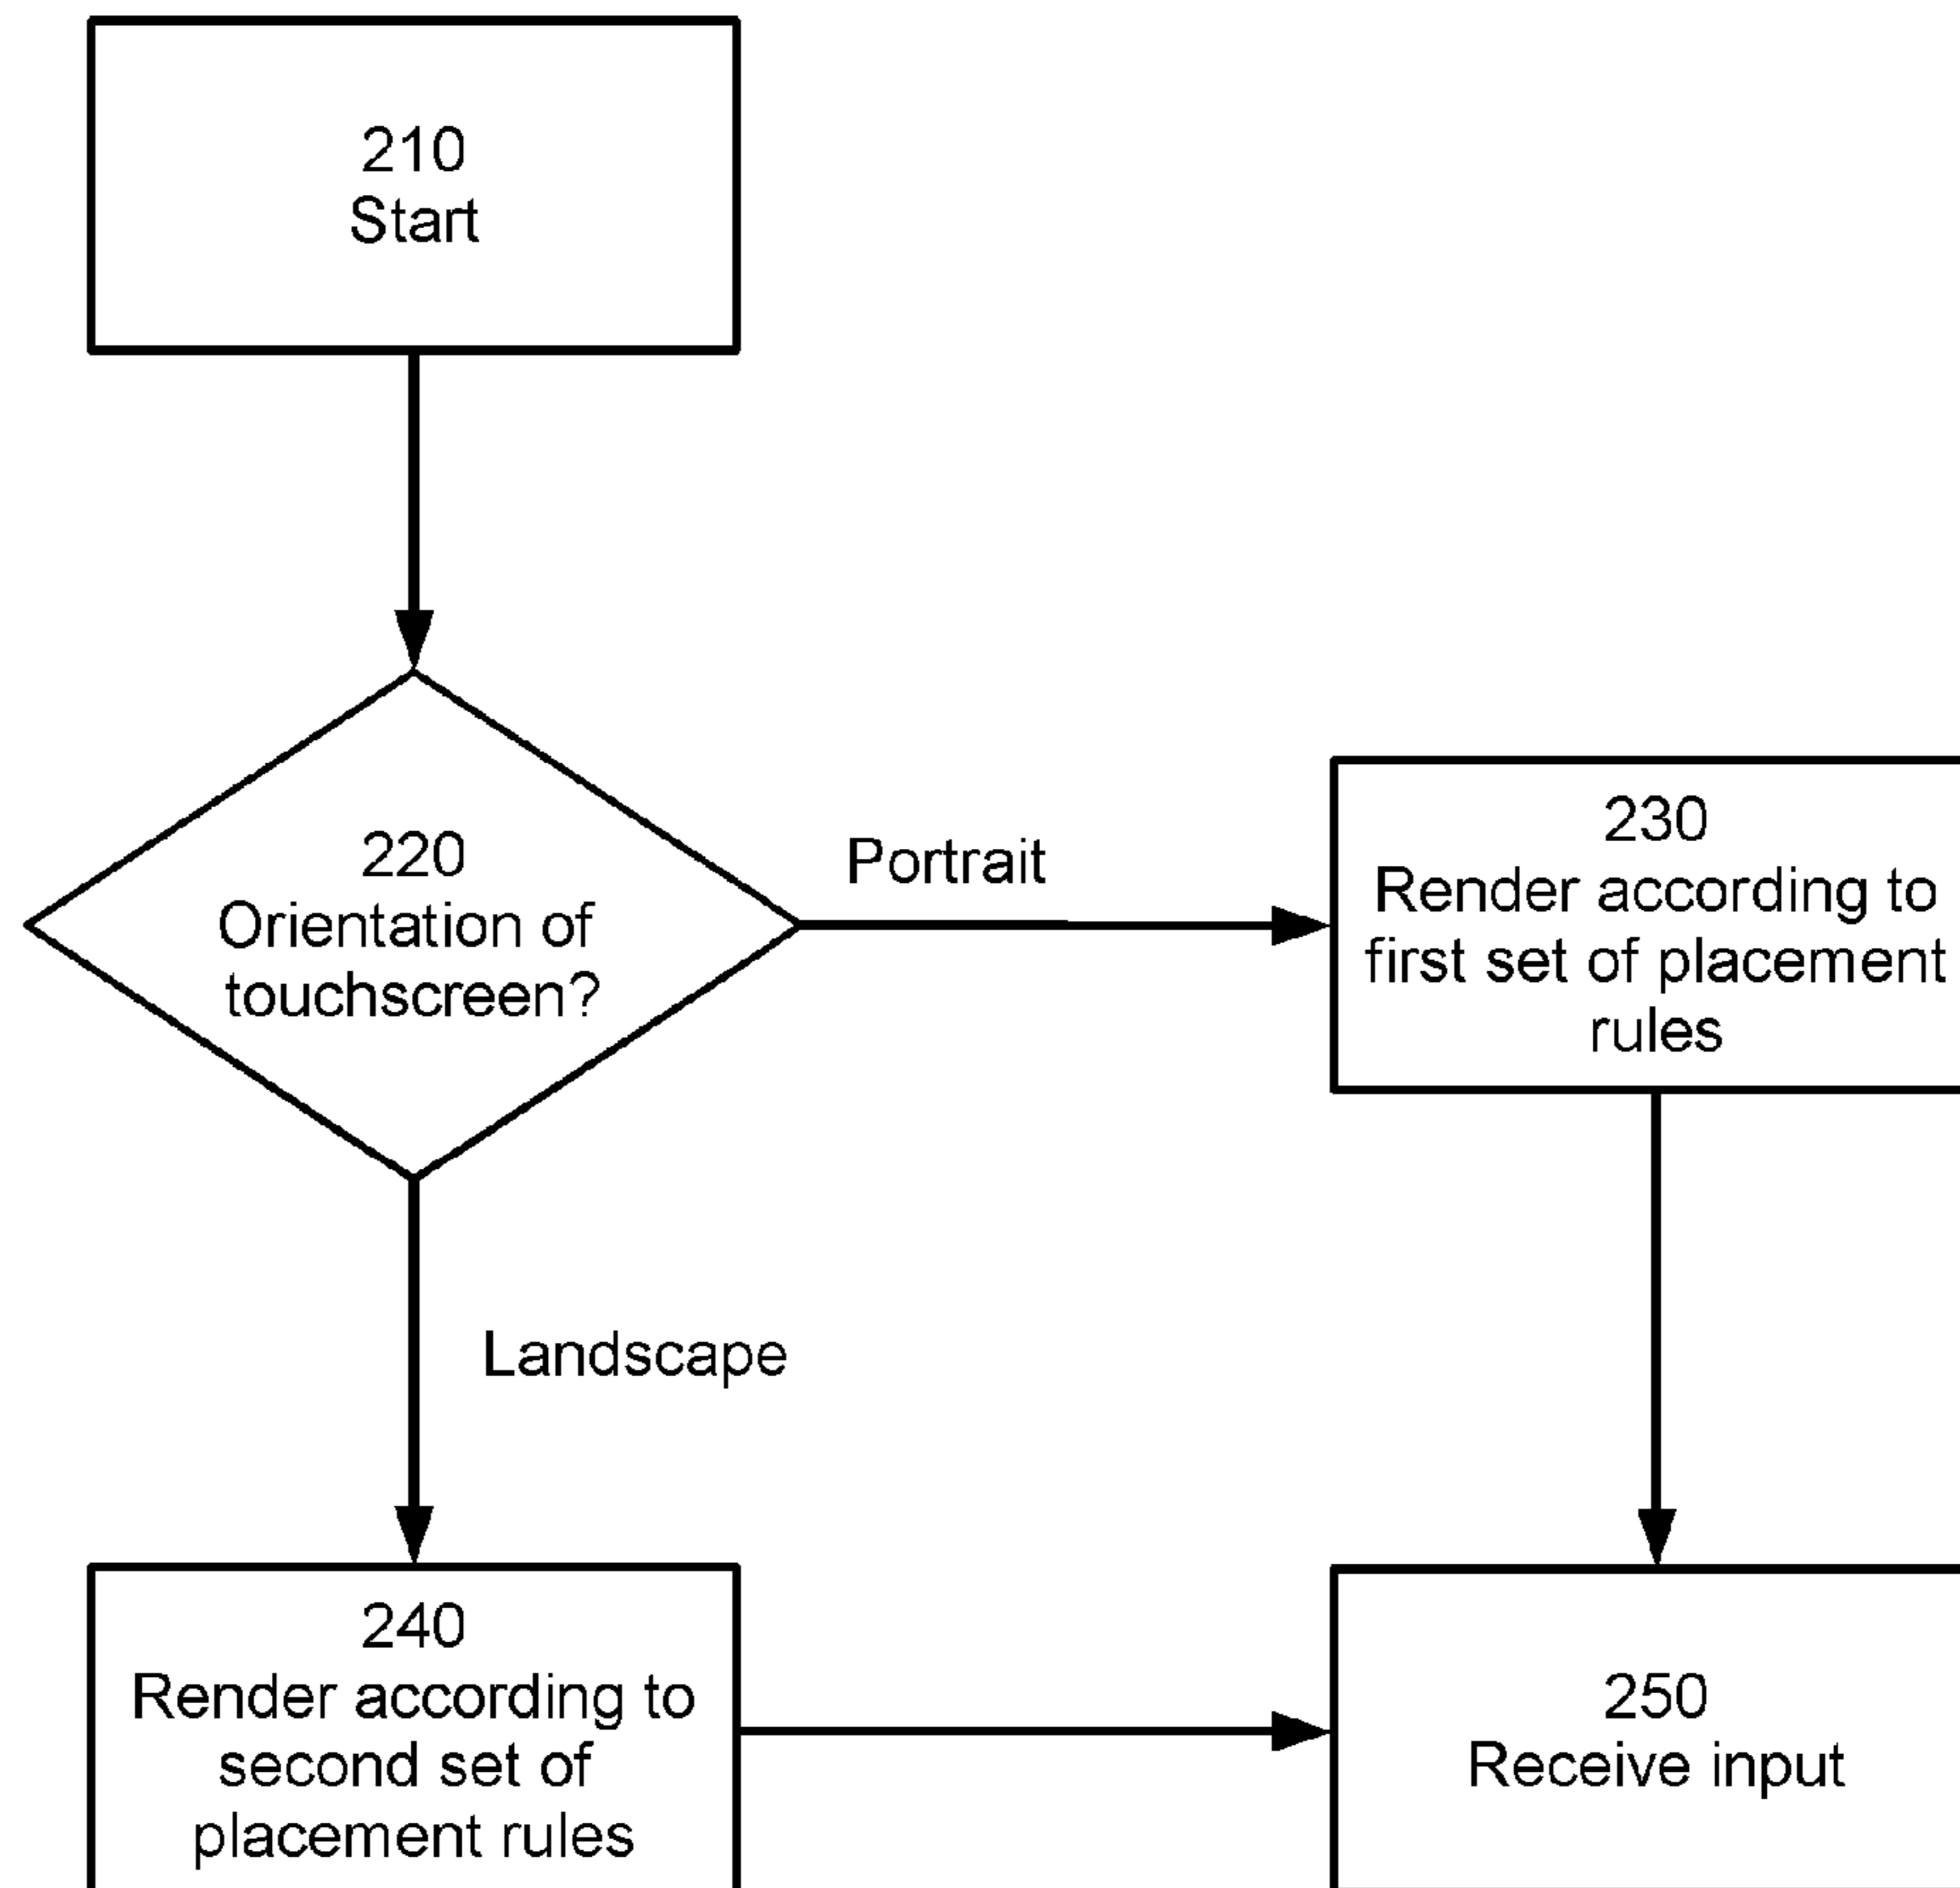 210
Start
220
Orientation of
touchscreen?
Portrait
230
Render according to
first set of placement
rules
Landscape
240
Render according to
second set of
placement rules
250
Receive input